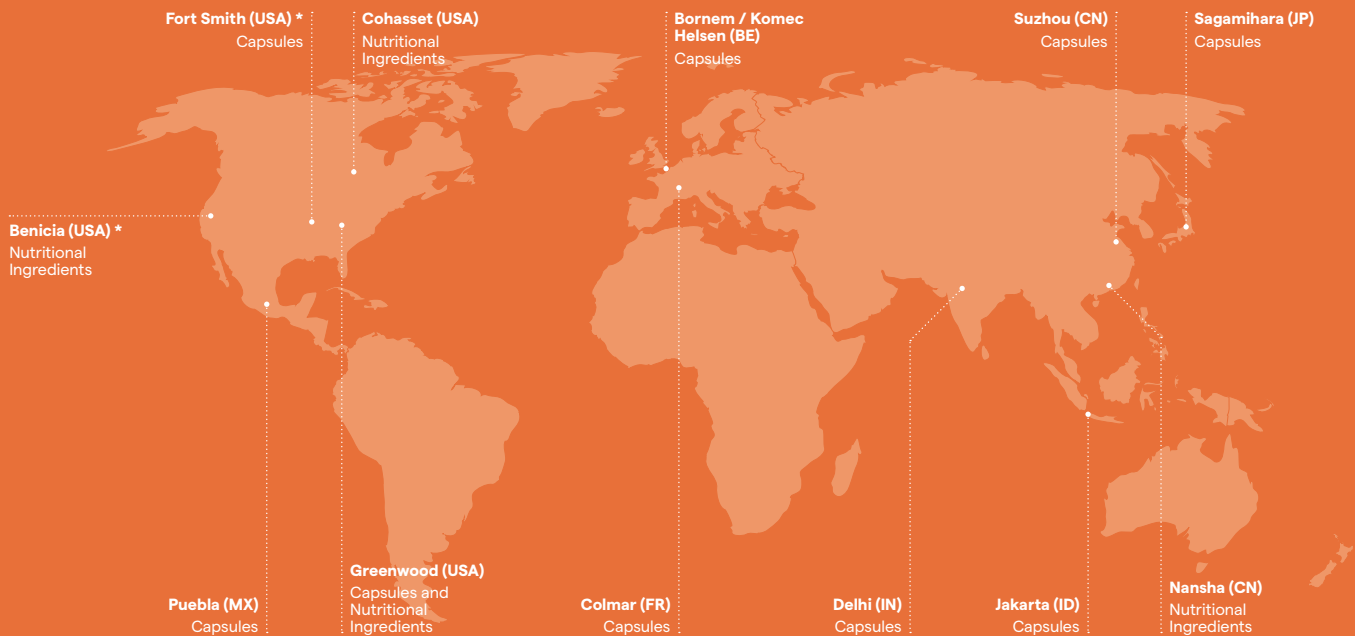 Fort Smith (USA) *
Capsules
Cohasset (USA)
Nutritional
Ingredients
Bornem / Komec
Helsen (BE)
Capsules
Suzhou (CN)
Capsules
Sagamihara (JP)
Capsules
Benicia (USA) *
Nutritional
Ingredients
Puebla (MX)
Capsules
Greenwood (USA)
Capsules and
Nutritional
Ingredients
Colmar (FR)
Capsules
Delhi (IN)
Capsules
Jakarta (ID)
Capsules
Nansha (CN)
Nutritional
Ingredients